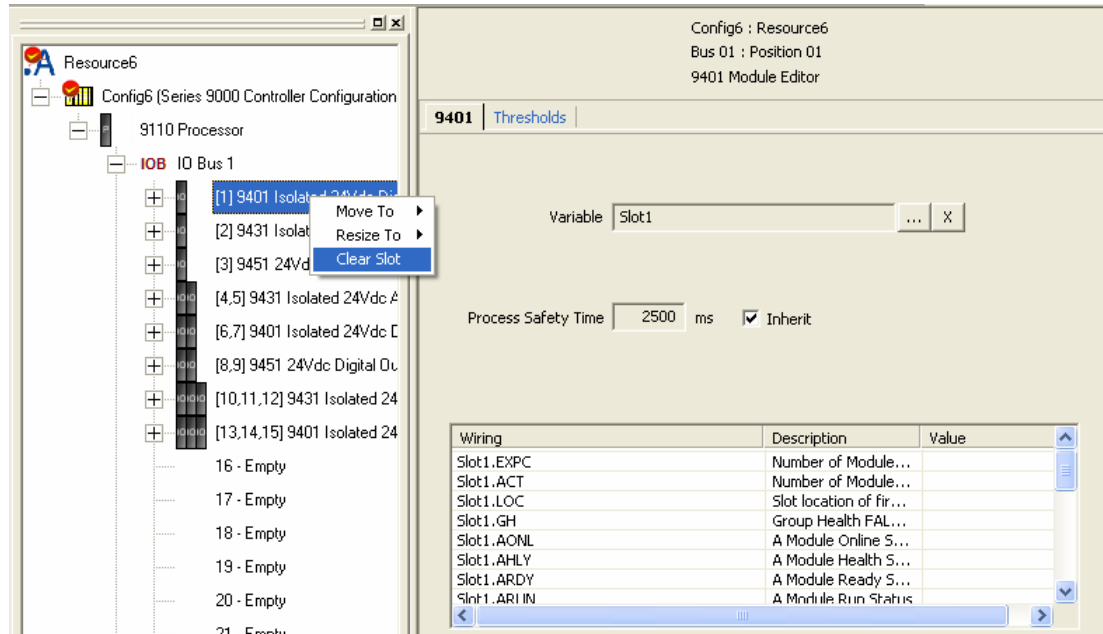 Resource6
Config6 (Series 9000 Controller Configuration
9110 Processor
IOB IO Bus 1
[1] 9401 Isolated 24Vdc Di
[2] 9431 Isolat
[3] 9451 24Vd
[4,5] 9431 Isolated 24Vdc A
[6,7] 9401 Isolated 24Vdc D
[8,9] 9451 24Vdc Digital Ou
[10,11,12] 9431 Isolated 24
[13,14,15] 9401 Isolated 24
16 - Empty
17 - Empty
18 - Empty
19 - Empty
20 - Empty
21 - Empty
Move To
Resize To
Clear Slot
Config6 : Resource6
Bus 01 : Position 01
9401 Module Editor
9401 Thresholds
Variable Slot1 ... X
Process Safety Time 2500 ms Inherit
Wiring Description Value
Slot1.EXPC Number of Module...
Slot1.ACT Number of Module...
Slot1.LOC Slot location of fir...
Slot1.GH Group Health FAL...
Slot1.AONL A Module Online S...
Slot1.AHLY A Module Health S...
Slot1.ARDY A Module Ready S...
Slot1.ARUN A Module Run Status